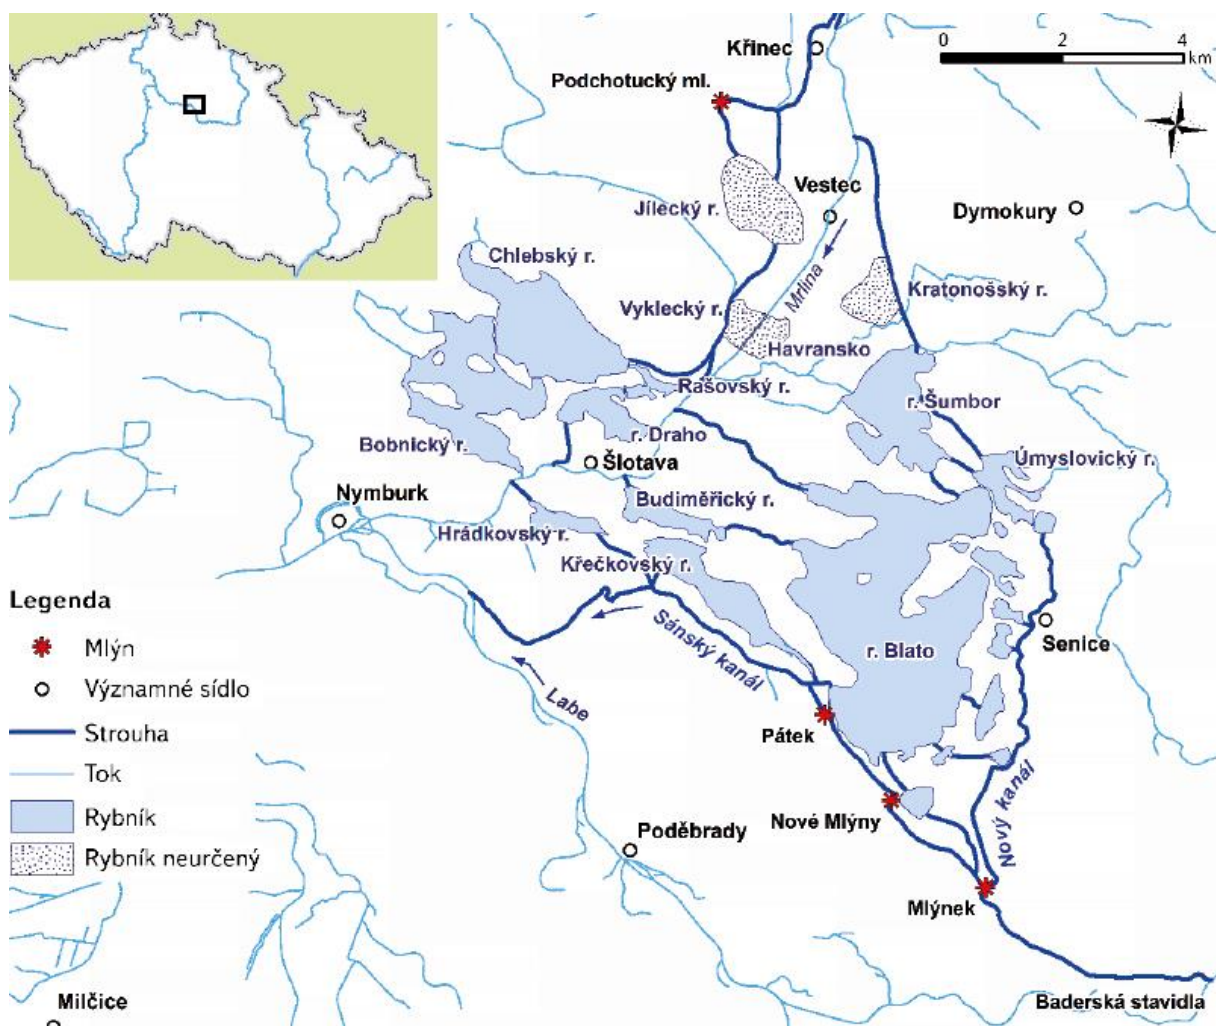 Křinec
0 2 4
km
Podchotucký ml.
Vestec
Jílecký r.
Dymokury
Chlebský r.
Mrlina
Kratonošský r.
Vyklecký r.
Havransko
Rašovský r.
r. Šumbor
r. Draho
Bobnický r.
Šlotava
Úmyslovický r.
Nymburk
Budiměřický r.
Hrádkovský r.
Křečkovský r.
Legenda
Mlýn
Významné sídlo
Strouha
Tok
Rybník
Rybník neurčený
Sánský kanál
Senice
r. Blato
Labe
Pátek
Nové Mlýny
Nový kanál
Poděbrady
Mlýnek
Milčice
Baderská stavidla